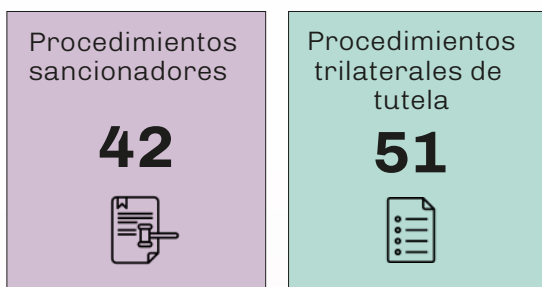 Procedimientos
sancionadores
42
Procedimientos
trilaterales de
tutela
51